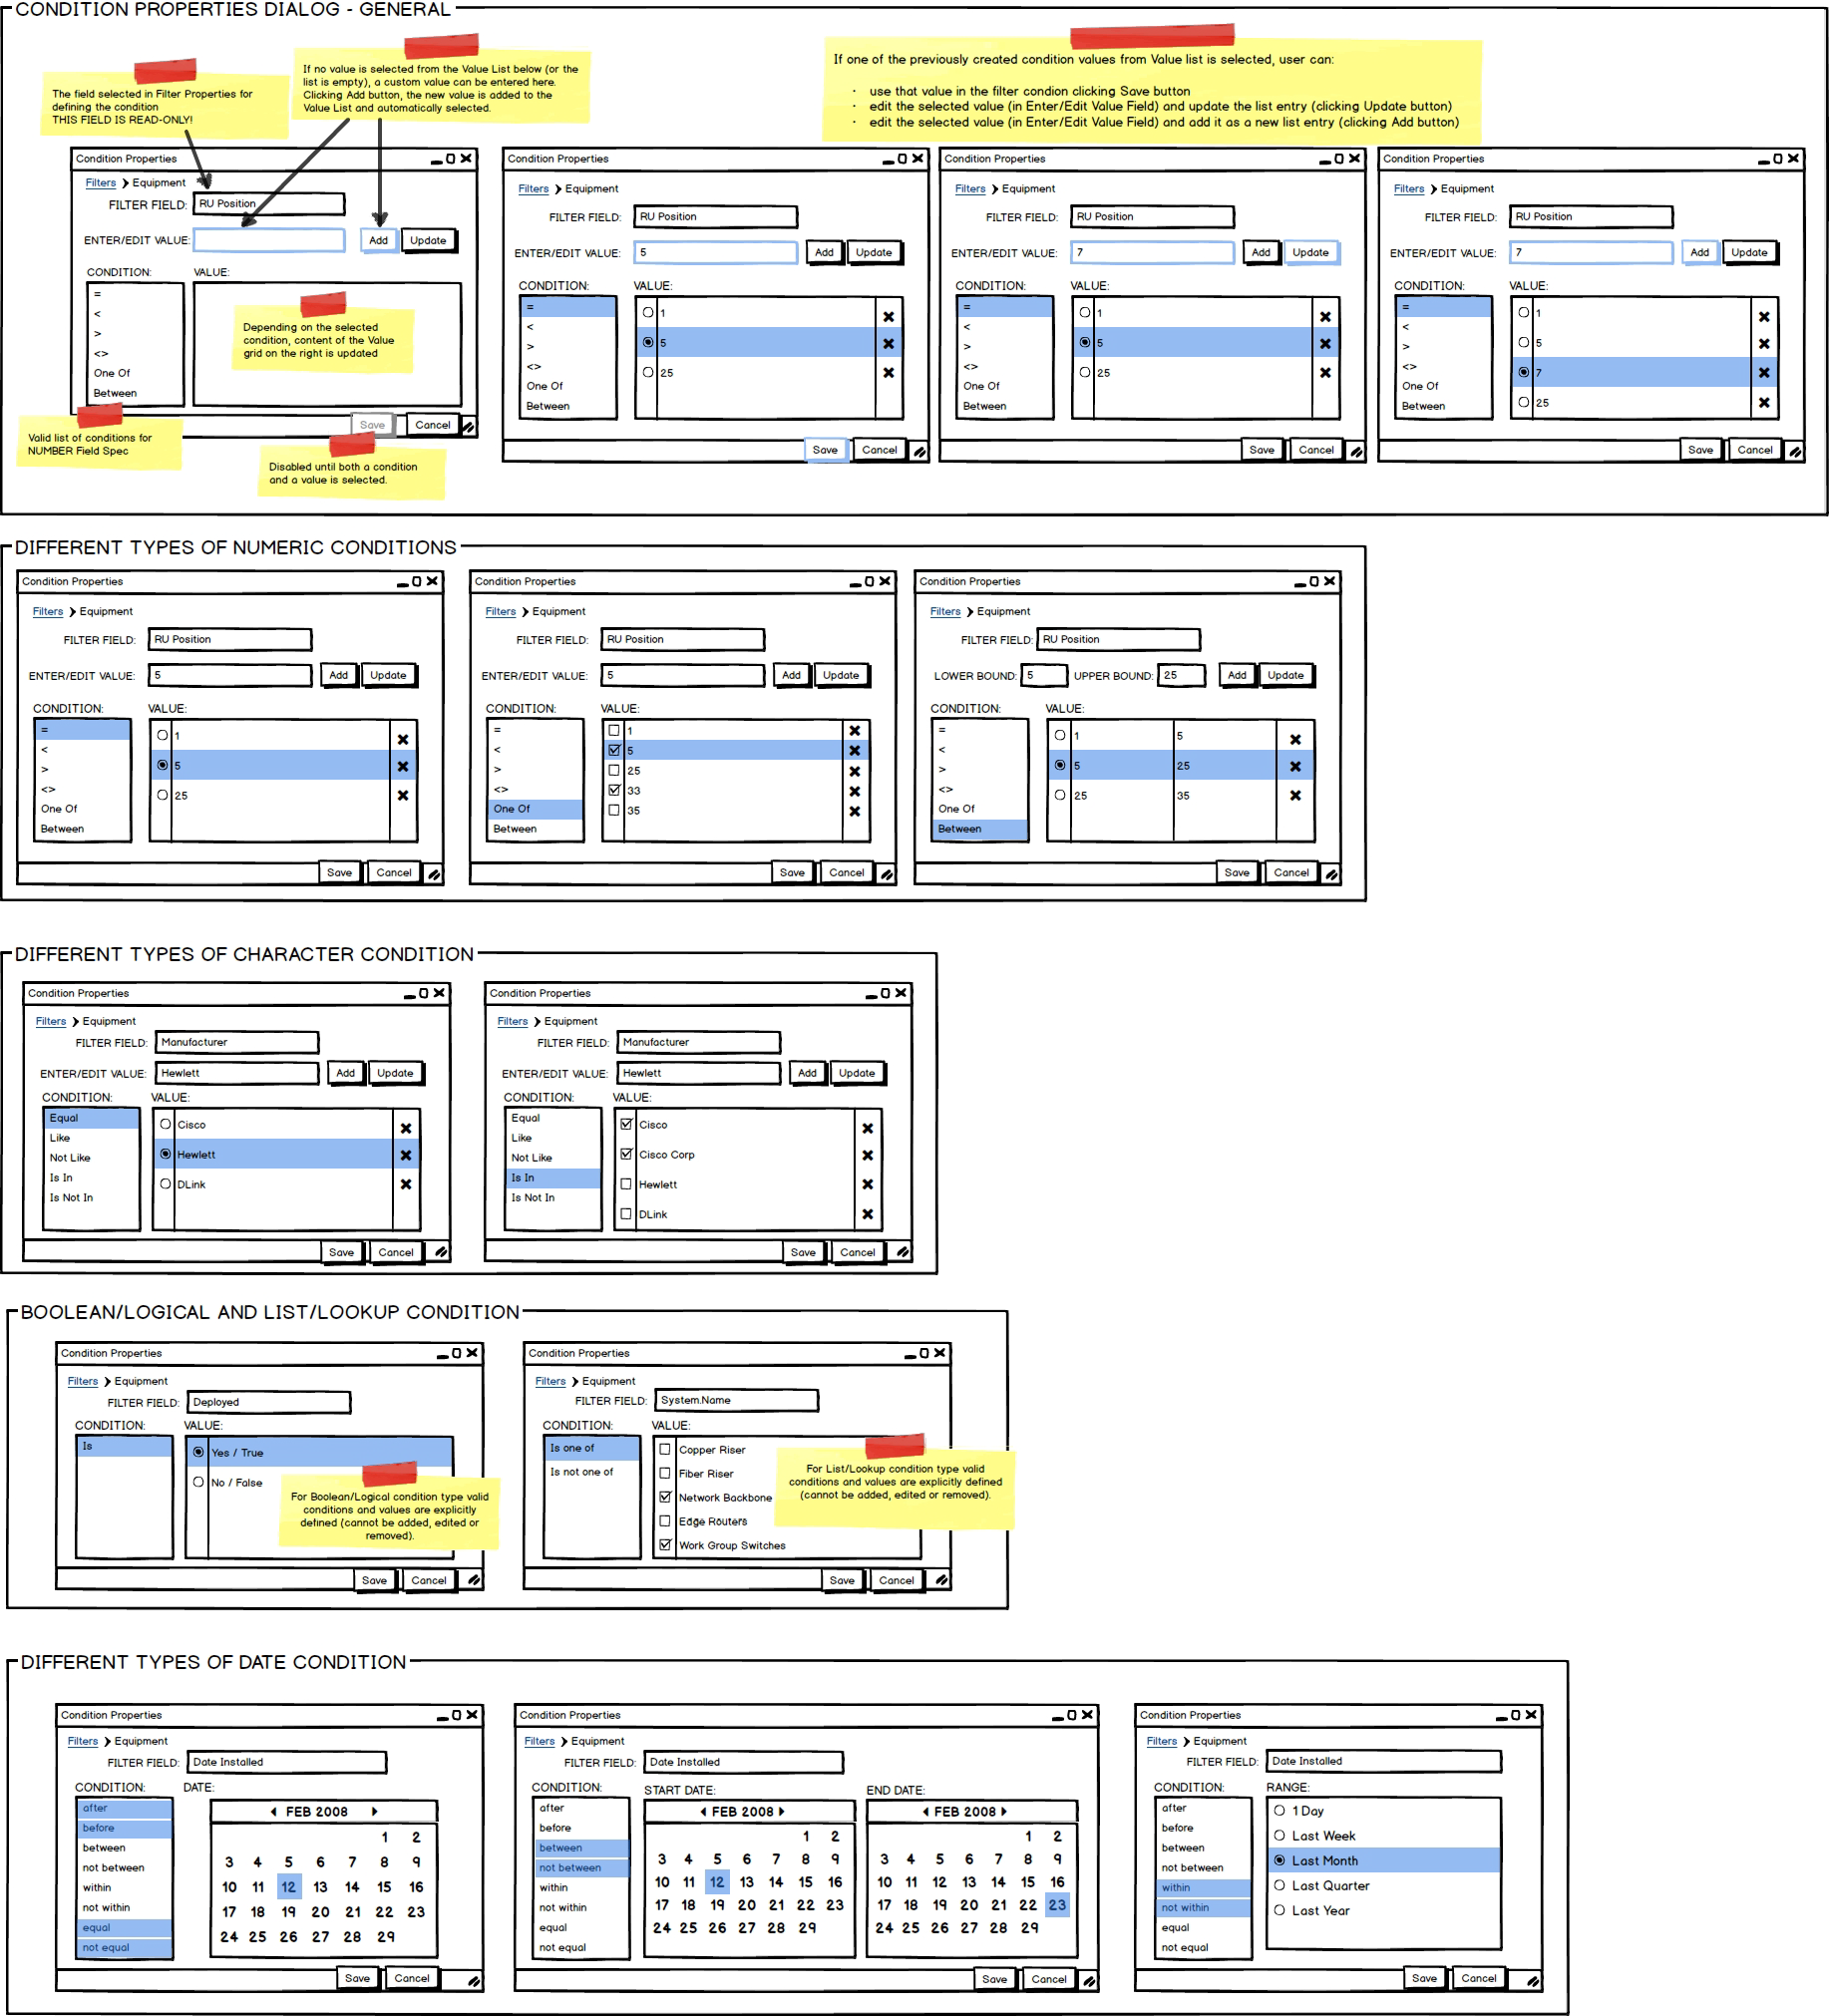 CONDITION PROPERTIES DIALOG - GENERAL
The field selected in Filter Properties for
defining the condition
THIS FIELD IS READ-ONLY!
If no value is selected from the Value List below (or the
list is empty), a custom value can be entered here.
Clicking Add button, the new value is added to the
Value List and automatically selected.
If one of the previously created condition values from Value list is selected, user can:
· use that value in the filter condion clicking Save button
· edit the selected value (in Enter/Edit Value Field) and update the list entry (clicking Update button)
· edit the selected value (in Enter/Edit Value Field) and add it as a new list entry (clicking Add button)
Condition Properties
Filters Equipment
FILTER FIELD: RU Position
ENTER/EDIT VALUE: Add Update
CONDITION: VALUE:
=
<
>
<>
One Of
Between
Depending on the selected
condition, content of the Value
grid on the right is updated
Save Cancel
Valid list of conditions for
NUMBER Field Spec
Disabled until both a condition
and a value is selected.
Condition Properties
Filters Equipment
FILTER FIELD: RU Position
ENTER/EDIT VALUE: 5 Add Update
CONDITION: VALUE:
=
<
>
<>
One Of
Between
1
5
25
Save Cancel
Condition Properties
Filters Equipment
FILTER FIELD: RU Position
ENTER/EDIT VALUE: 7 Add Update
CONDITION: VALUE:
=
<
>
<>
One Of
Between
1
5
25
Save Cancel
Condition Properties
Filters Equipment
FILTER FIELD: RU Position
ENTER/EDIT VALUE: 7 Add Update
CONDITION: VALUE:
=
<
>
<>
One Of
Between
1
5
7
25
Save Cancel
DIFFERENT TYPES OF NUMERIC CONDITIONS
Condition Properties
Filters Equipment
FILTER FIELD: RU Position
ENTER/EDIT VALUE: 5 Add Update
CONDITION: VALUE:
=
<
>
<>
One Of
Between
1
5
25
Save Cancel
Condition Properties
Filters Equipment
FILTER FIELD: RU Position
ENTER/EDIT VALUE: 5 Add Update
CONDITION: VALUE:
=
<
>
<>
One Of
Between
1
5
25
33
35
Save Cancel
Condition Properties
Filters Equipment
FILTER FIELD: RU Position
LOWER BOUND: 5 UPPER BOUND: 25 Add Update
CONDITION: VALUE:
=
<
>
<>
One Of
Between
1 5
5 25
25 35
Save Cancel
DIFFERENT TYPES OF CHARACTER CONDITION
Condition Properties
Filters Equipment
FILTER FIELD: Manufacturer
ENTER/EDIT VALUE: Hewlett Add Update
CONDITION: VALUE:
Equal
Like
Not Like
Is In
Is Not In
Cisco
Hewlett
DLink
Save Cancel
Condition Properties
Filters Equipment
FILTER FIELD: Manufacturer
ENTER/EDIT VALUE: Hewlett Add Update
CONDITION: VALUE:
Equal
Like
Not Like
Is In
Is Not In
Cisco
Cisco Corp
Hewlett
DLink
Save Cancel
BOOLEAN/LOGICAL AND LIST/LOOKUP CONDITION
Condition Properties
Filters Equipment
FILTER FIELD: Deployed
CONDITION: VALUE:
Is
Yes / True
No / False
For Boolean/Logical condition type valid
conditions and values are explicitly
defined (cannot be added, edited or
removed).
Save Cancel
Condition Properties
Filters Equipment
FILTER FIELD: System.Name
CONDITION: VALUE:
Is one of
Is not one of
Copper Riser
Fiber Riser
Network Backbone
Edge Routers
Work Group Switches
For List/Lookup condition type valid
conditions and values are explicitly defined
(cannot be added, edited or removed).
Save Cancel
DIFFERENT TYPES OF DATE CONDITION
Condition Properties
Filters Equipment
FILTER FIELD: Date Installed
CONDITION: DATE:
after
before
between
not between
within
not within
equal
not equal
FEB 2008
1 2
3 4 5 6 7 8 9
10 11 12 13 14 15 16
17 18 19 20 21 22 23
24 25 26 27 28 29
Save Cancel
Condition Properties
Filters Equipment
FILTER FIELD: Date Installed
CONDITION: START DATE: END DATE:
after
before
between
not between
within
not within
equal
not equal
FEB 2008
1 2
3 4 5 6 7 8 9
10 11 12 13 14 15 16
17 18 19 20 21 22 23
24 25 26 27 28 29
FEB 2008
1 2
3 4 5 6 7 8 9
10 11 12 13 14 15 16
17 18 19 20 21 22 23
24 25 26 27 28 29
Save Cancel
Condition Properties
Filters Equipment
FILTER FIELD: Date Installed
CONDITION: RANGE:
after
before
between
not between
within
not within
equal
not equal
1 Day
Last Week
Last Month
Last Quarter
Last Year
Save Cancel